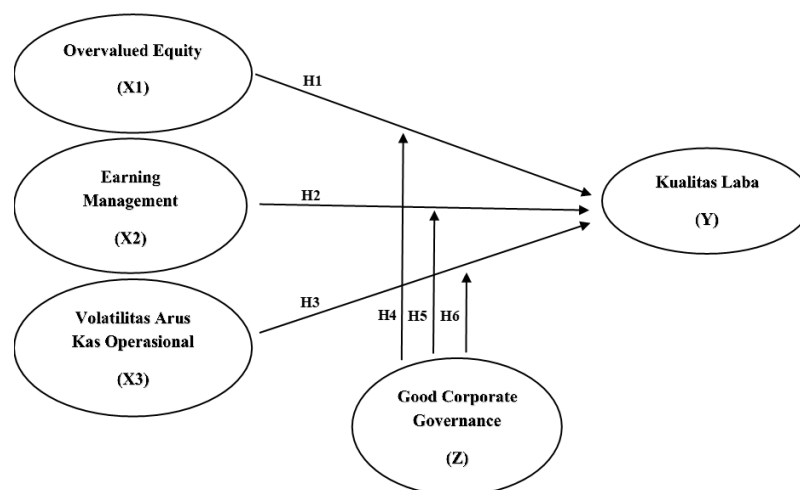 Overvalued Equity
(X1)
H1
Earning
Management
(X2)
H2
Kualitas Laba
(Y)
Volatilitas Arus
Kas Operasional
(X3)
H3
H4
H5
H6
Good Corporate
Governance
(Z)